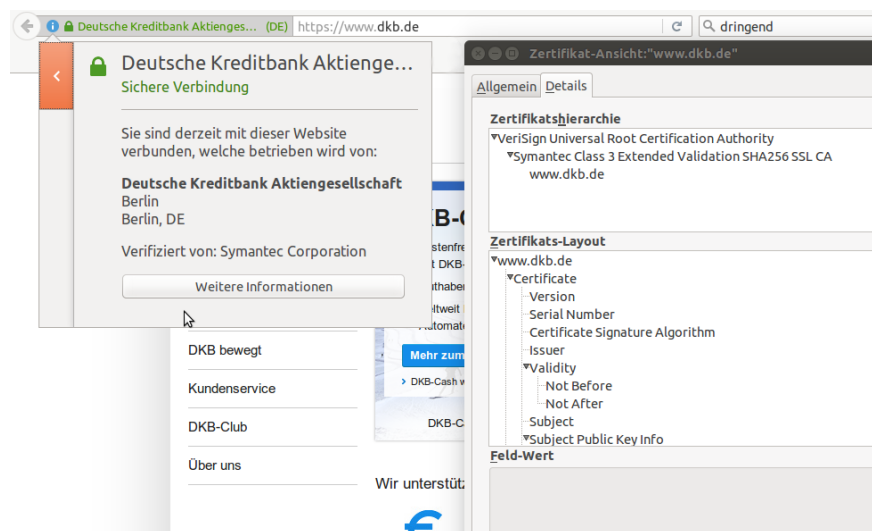 Deutsche Kreditbank Aktienges... (DE) https://www.dkb.de
dringend
Deutsche Kreditbank Aktienge...
Sichere Verbindung
Sie sind derzeit mit dieser Website
verbunden, welche betrieben wird von:
Deutsche Kreditbank Aktiengesellschaft
Berlin
Berlin, DE
Verifiziert von: Symantec Corporation
Weitere Informationen
DKB bewegt
Kundenservice
DKB-Club
Über uns
Mehr zum
DKB-Cash
DKB-C
Wir unterstütz
€
Zertifikat-Ansicht:"www.dkb.de"
Allgemein Details
Zertifikatshierarchie
VeriSign Universal Root Certification Authority
Symantec Class 3 Extended Validation SHA256 SSL CA
www.dkb.de
Zertifikats-Layout
www.dkb.de
Certificate
Version
Serial Number
Certificate Signature Algorithm
Issuer
Validity
Not Before
Not After
Subject
Subject Public Key Info
Feld-Wert